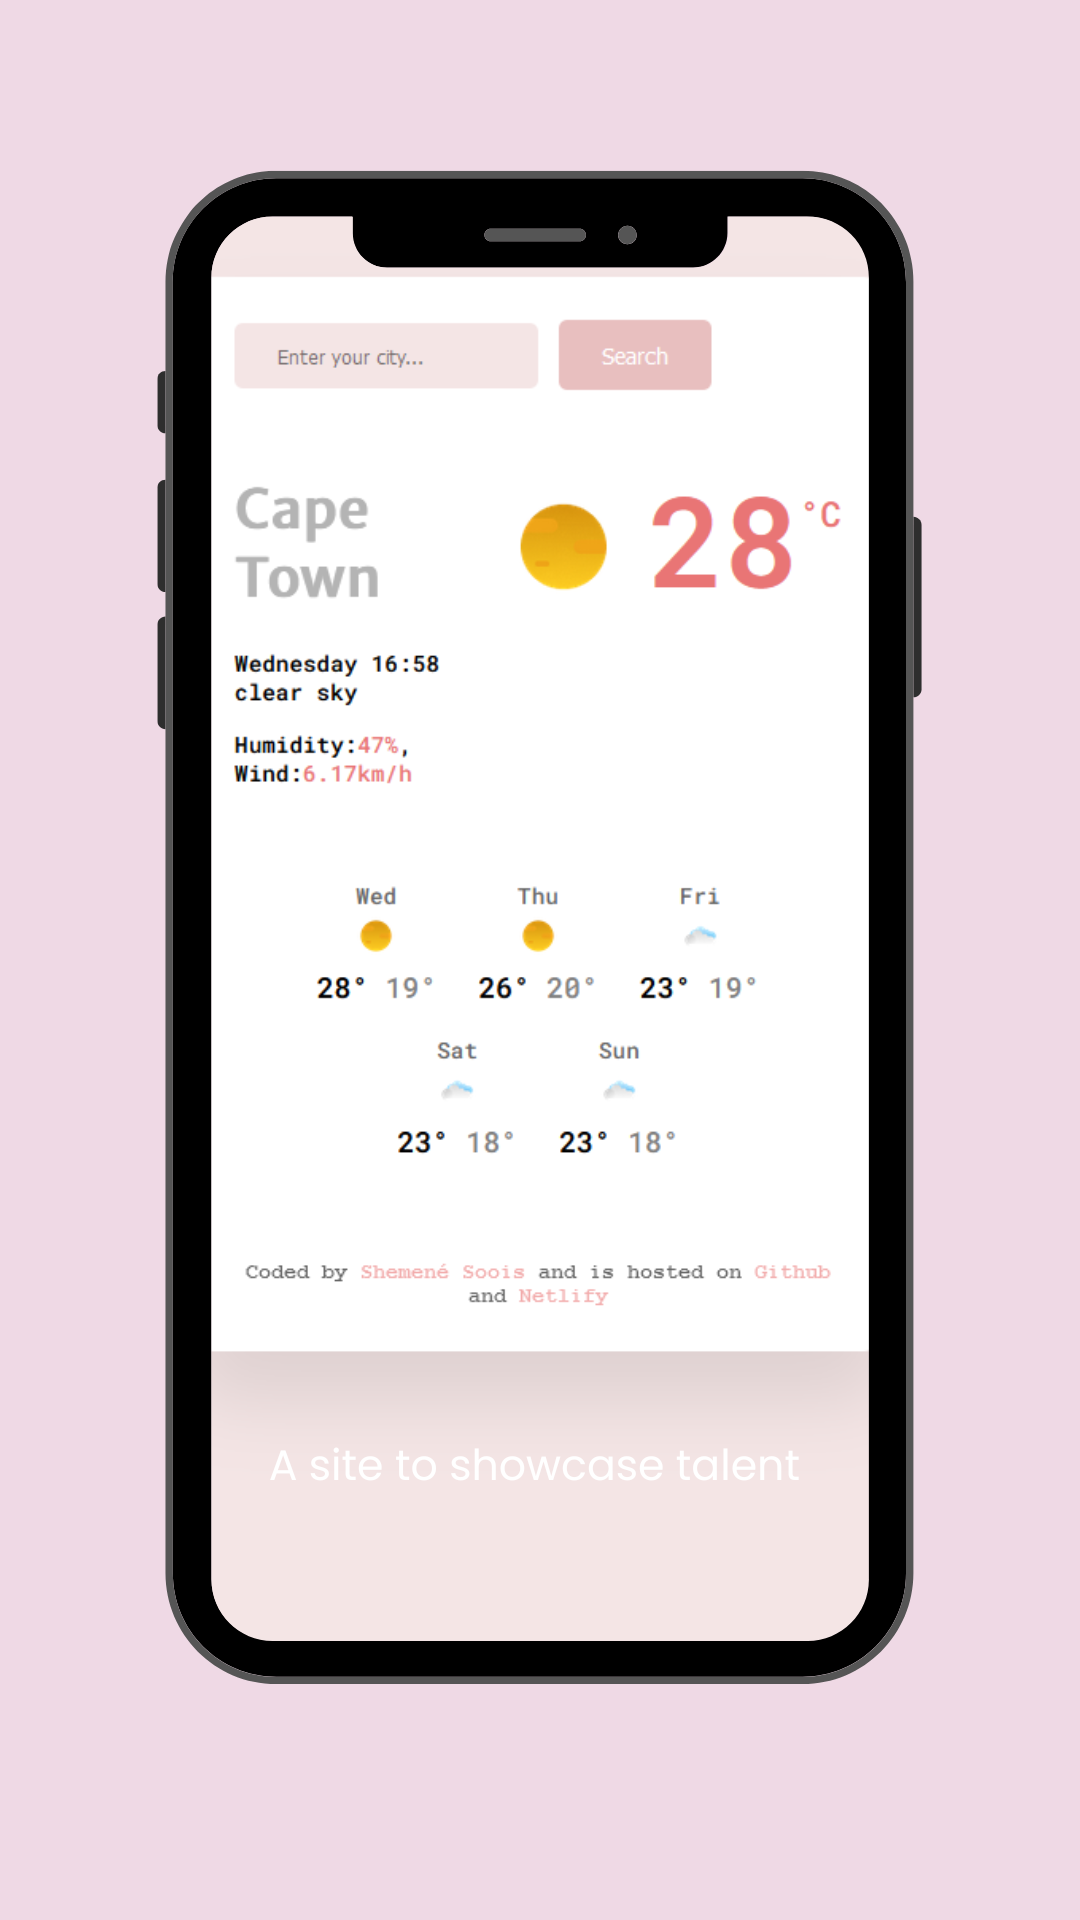 Enter your city...
Search
Cape
Town
28°C
Wednesday 16:58
clear sky
Humidity:47%,
Wind:6.17km/h
Wed Thu Fri
28° 19° 26° 20° 23° 19°
Sat Sun
23° 18° 23° 18°
Coded by Shemené Soois and is hosted on Github
and Netlify
A site to showcase talent